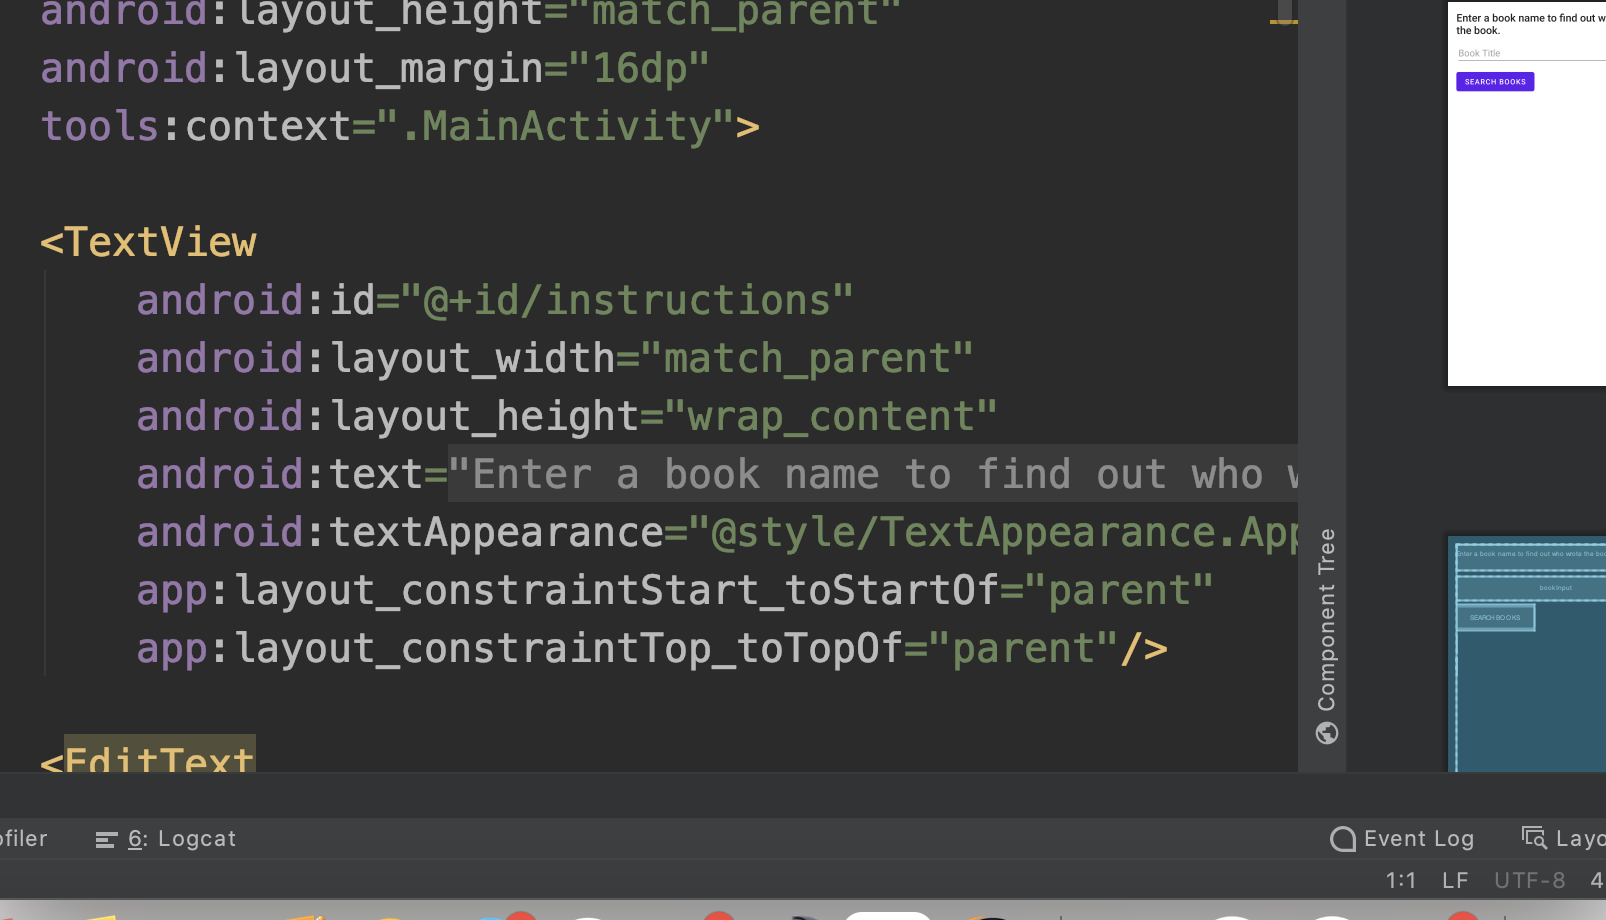 android:layout_height="match_parent"
android:layout_margin="16dp"
tools:context=".MainActivity">
<TextView
android:id="@+id/instructions"
android:layout_width="match_parent"
android:layout_height="wrap_content"
android:text="Enter a book name to find out who
android:textAppearance="@style/TextAppearance.App
app:layout_constraintStart_toStartOf="parent"
app:layout_constraintTop_toTopOf="parent"/>
<EditText
Component Tree
Enter a book name to find out w
the book.
Book Title
SEARCH BOOKS
Enter a book name to find out who wrote the boo
bookInput
SEARCH BOOKS
ofiler
6: Logcat
Event Log
Layo
1:1 LF UTF-8 4